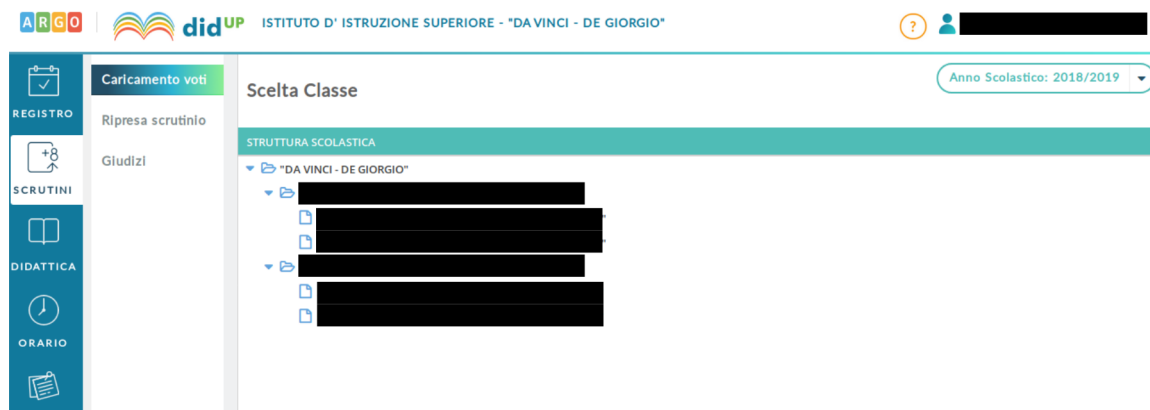 ARGO didUP ISTITUTO D' ISTRUZIONE SUPERIORE - "DA VINCI - DE GIORGIO" ?
REGISTRO
SCRUTINI
DIDATTICA
ORARIO
Caricamento voti
Ripresa scrutinio
Giudizi
Scelta Classe
Anno Scolastico: 2018/2019
STRUTTURA SCOLASTICA
"DA VINCI - DE GIORGIO"
"
"